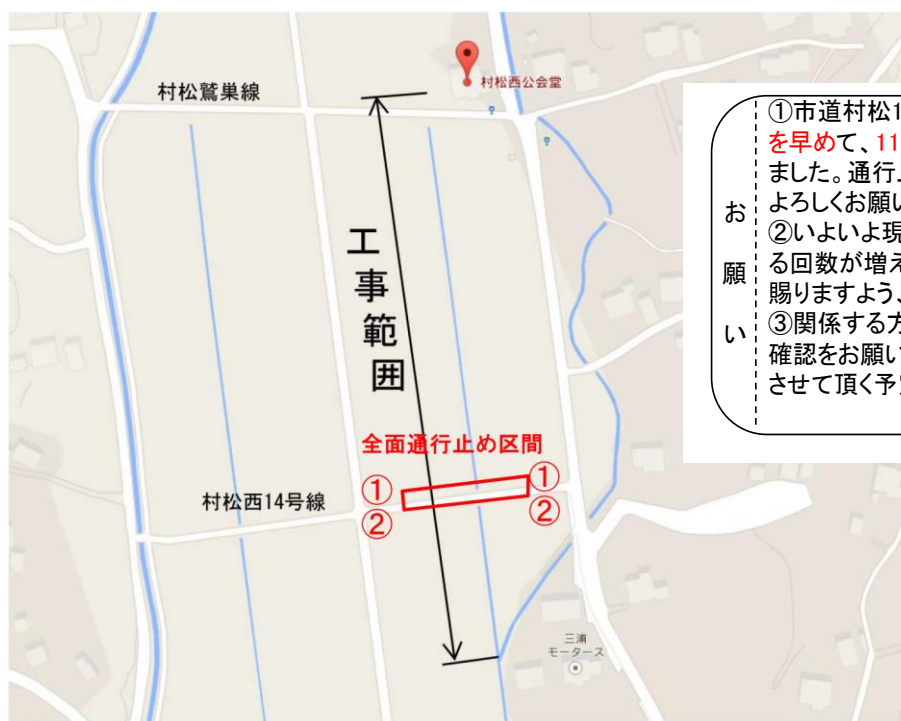 村松西公会堂
村松鷲巣線
工事範囲
全面通行止め区間
① ①
村松西14号線
② ②
三浦
モータース
お願い
①市道村松1
を早めて、11
ました。通行
よろしくお願い
②いよいよ現
る回数が増え
賜りますよう、
③関係する方
確認をお願い
させて頂く予